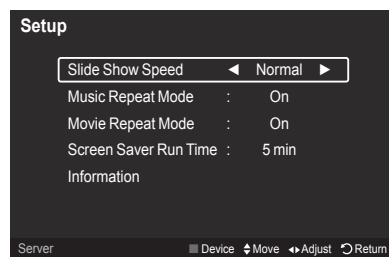 Setup
Slide Show Speed ◀ Normal ▶
Music Repeat Mode : On
Movie Repeat Mode : On
Screen Saver Run Time : 5 min
Information
Server Device Move Adjust Return